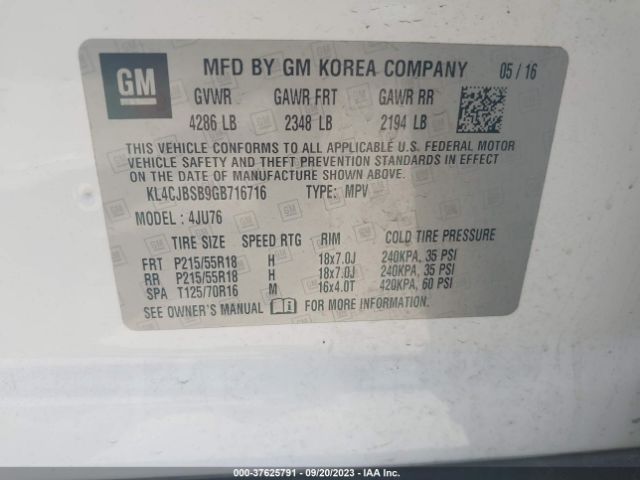 GM MFD BY GM KOREA COMPANY 05 / 16
GVWR GAWR FRT GAWR RR
4286 LB 2348 LB 2194 LB
THIS VEHICLE CONFORMS TO ALL APPLICABLE U.S. FEDERAL MOTOR
VEHICLE SAFETY AND THEFT PREVENTION STANDARDS IN EFFECT
ON THE DATE OF MANUFACTURE SHOWN ABOVE.
KL4CJBSB9GB716716 TYPE: MPV
MODEL : 4JU76
TIRE SIZE SPEED RTG RIM COLD TIRE PRESSURE
FRT P215/55R18 H 18x7.0J 240KPA, 35 PSI
RR P215/55R18 H 18x7.0J 240KPA, 35 PSI
SPA T125/70R16 M 16x4.0T 420KPA, 60 PSI
SEE OWNER'S MANUAL FOR MORE INFORMATION.
000-37625791 - 09/20/2023 - IAA Inc.